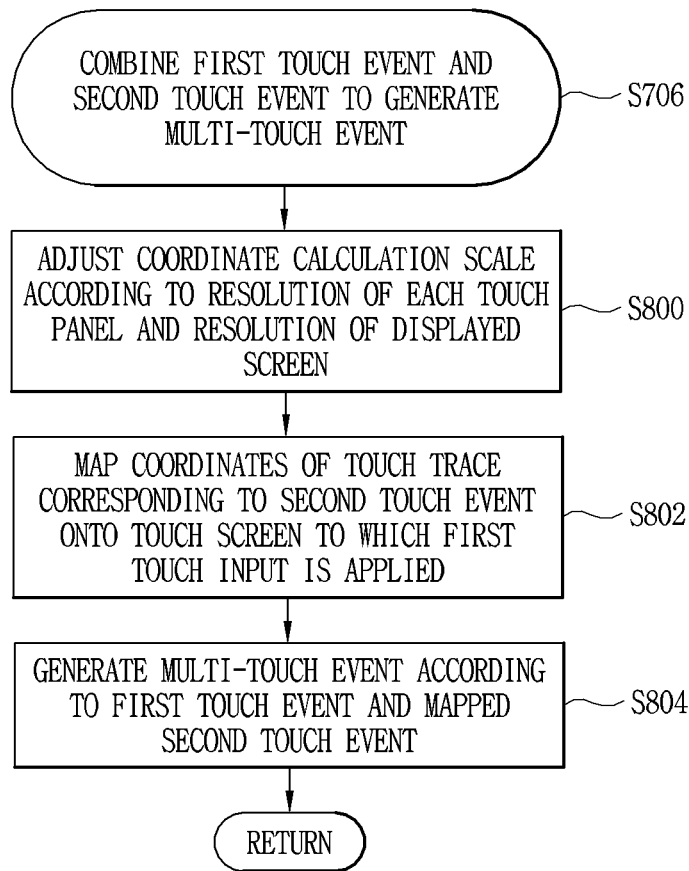 COMBINE FIRST TOUCH EVENT AND
SECOND TOUCH EVENT TO GENERATE
MULTI-TOUCH EVENT
S706
ADJUST COORDINATE CALCULATION SCALE
ACCORDING TO RESOLUTION OF EACH TOUCH
PANEL AND RESOLUTION OF DISPLAYED
SCREEN
S800
MAP COORDINATES OF TOUCH TRACE
CORRESPONDING TO SECOND TOUCH EVENT
ONTO TOUCH SCREEN TO WHICH FIRST
TOUCH INPUT IS APPLIED
S802
GENERATE MULTI-TOUCH EVENT ACCORDING
TO FIRST TOUCH EVENT AND MAPPED
SECOND TOUCH EVENT
S804
RETURN